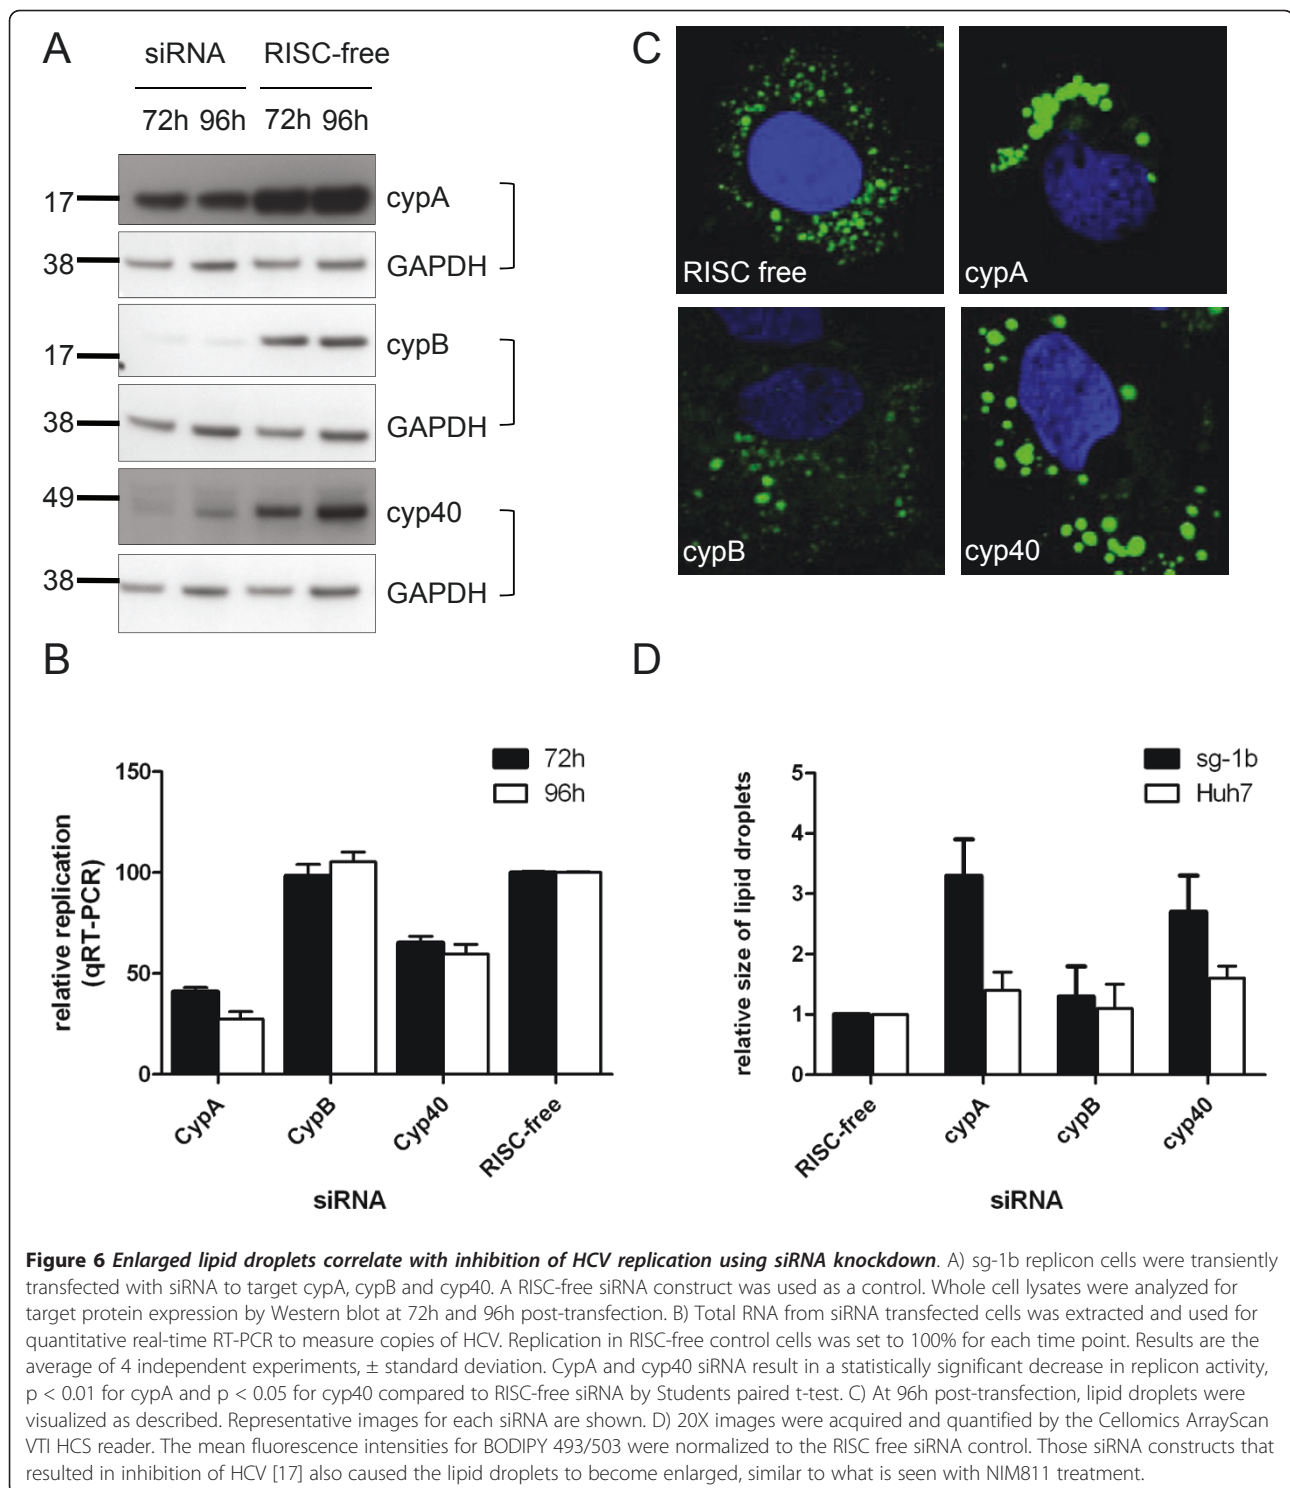 A
siRNA RISC-free
72h 96h 72h 96h
17 cypA
38 GAPDH
cypB
17
38 GAPDH
49
cyp40
38
GAPDH
C
RISC free
cypA
cypB
cyp40
B
72h
96h
relative replication
(qRT-PCR)
150
100
50
0
CypA
CypB
Cyp40
RISC-free
siRNA
D
sg-1b
Huh7
relative size of lipid droplets
5
4
3
2
1
0
RISC-free
cypA
cypB
cyp40
siRNA
Figure 6 Enlarged lipid droplets correlate with inhibition of HCV replication using siRNA knockdown. A) sg-1b replicon cells were transiently
transfected with siRNA to target cypA, cypB and cyp40. A RISC-free siRNA construct was used as a control. Whole cell lysates were analyzed for
target protein expression by Western blot at 72h and 96h post-transfection. B) Total RNA from siRNA transfected cells was extracted and used for
quantitative real-time RT-PCR to measure copies of HCV. Replication in RISC-free control cells was set to 100% for each time point. Results are the
average of 4 independent experiments, ± standard deviation. CypA and cyp40 siRNA result in a statistically significant decrease in replicon activity,
p < 0.01 for cypA and p < 0.05 for cyp40 compared to RISC-free siRNA by Students paired t-test. C) At 96h post-transfection, lipid droplets were
visualized as described. Representative images for each siRNA are shown. D) 20X images were acquired and quantified by the Cellomics ArrayScan
VTI HCS reader. The mean fluorescence intensities for BODIPY 493/503 were normalized to the RISC free siRNA control. Those siRNA constructs that
resulted in inhibition of HCV [17] also caused the lipid droplets to become enlarged, similar to what is seen with NIM811 treatment.